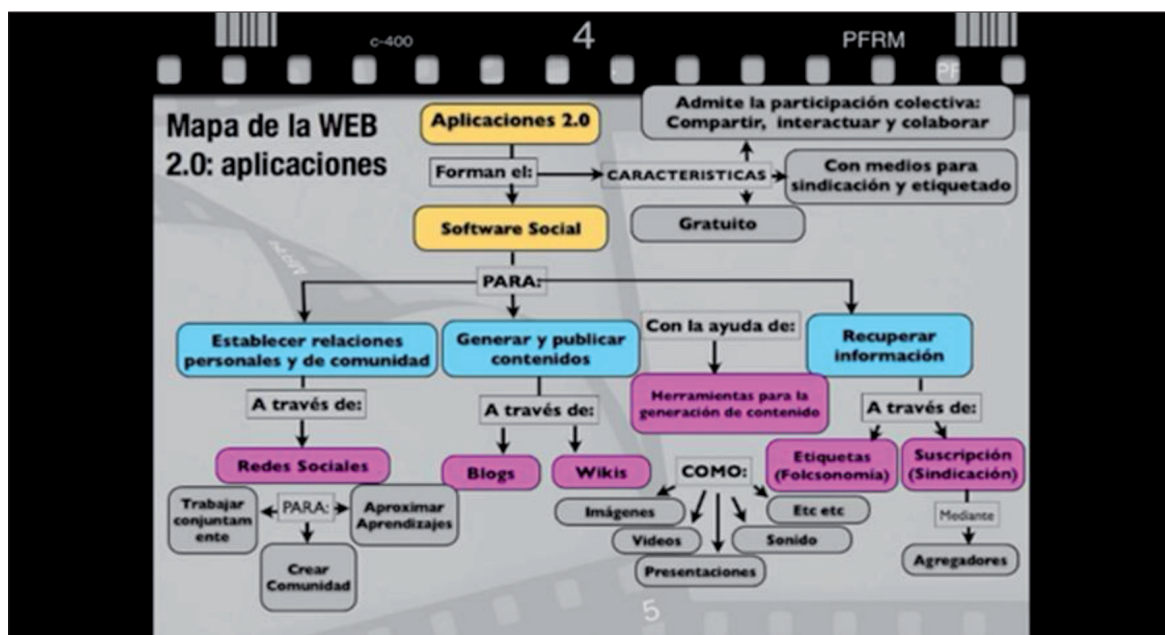 c-400
4
PFRM
PF
Mapa de la WEB
2.0: aplicaciones
Aplicaciones 2.0
Forman el:
CARACTERISTICAS
Admite la participación colectiva:
Compartir, interactuar y colaborar
Con medios para
sindicación y etiquetado
Gratuito
Software Social
PARA:
Establecer relaciones
personales y de comunidad
A través de:
Redes Sociales
PARA:
Trabajar
conjuntam
ente
Crear
Comunidad
Aproximar
Aprendizajes
Generar y publicar
contenidos
A través de:
Blogs
Wikis
Con la ayuda de:
Herramientas para la
generación de contenido
COMO:
Imágenes
Videos
Presentaciones
Sonido
Etc etc
Recuperar
información
A través de:
Etiquetas
(Folcsonomía)
Suscripción
(Sindicación)
Mediante
Agregadores
5